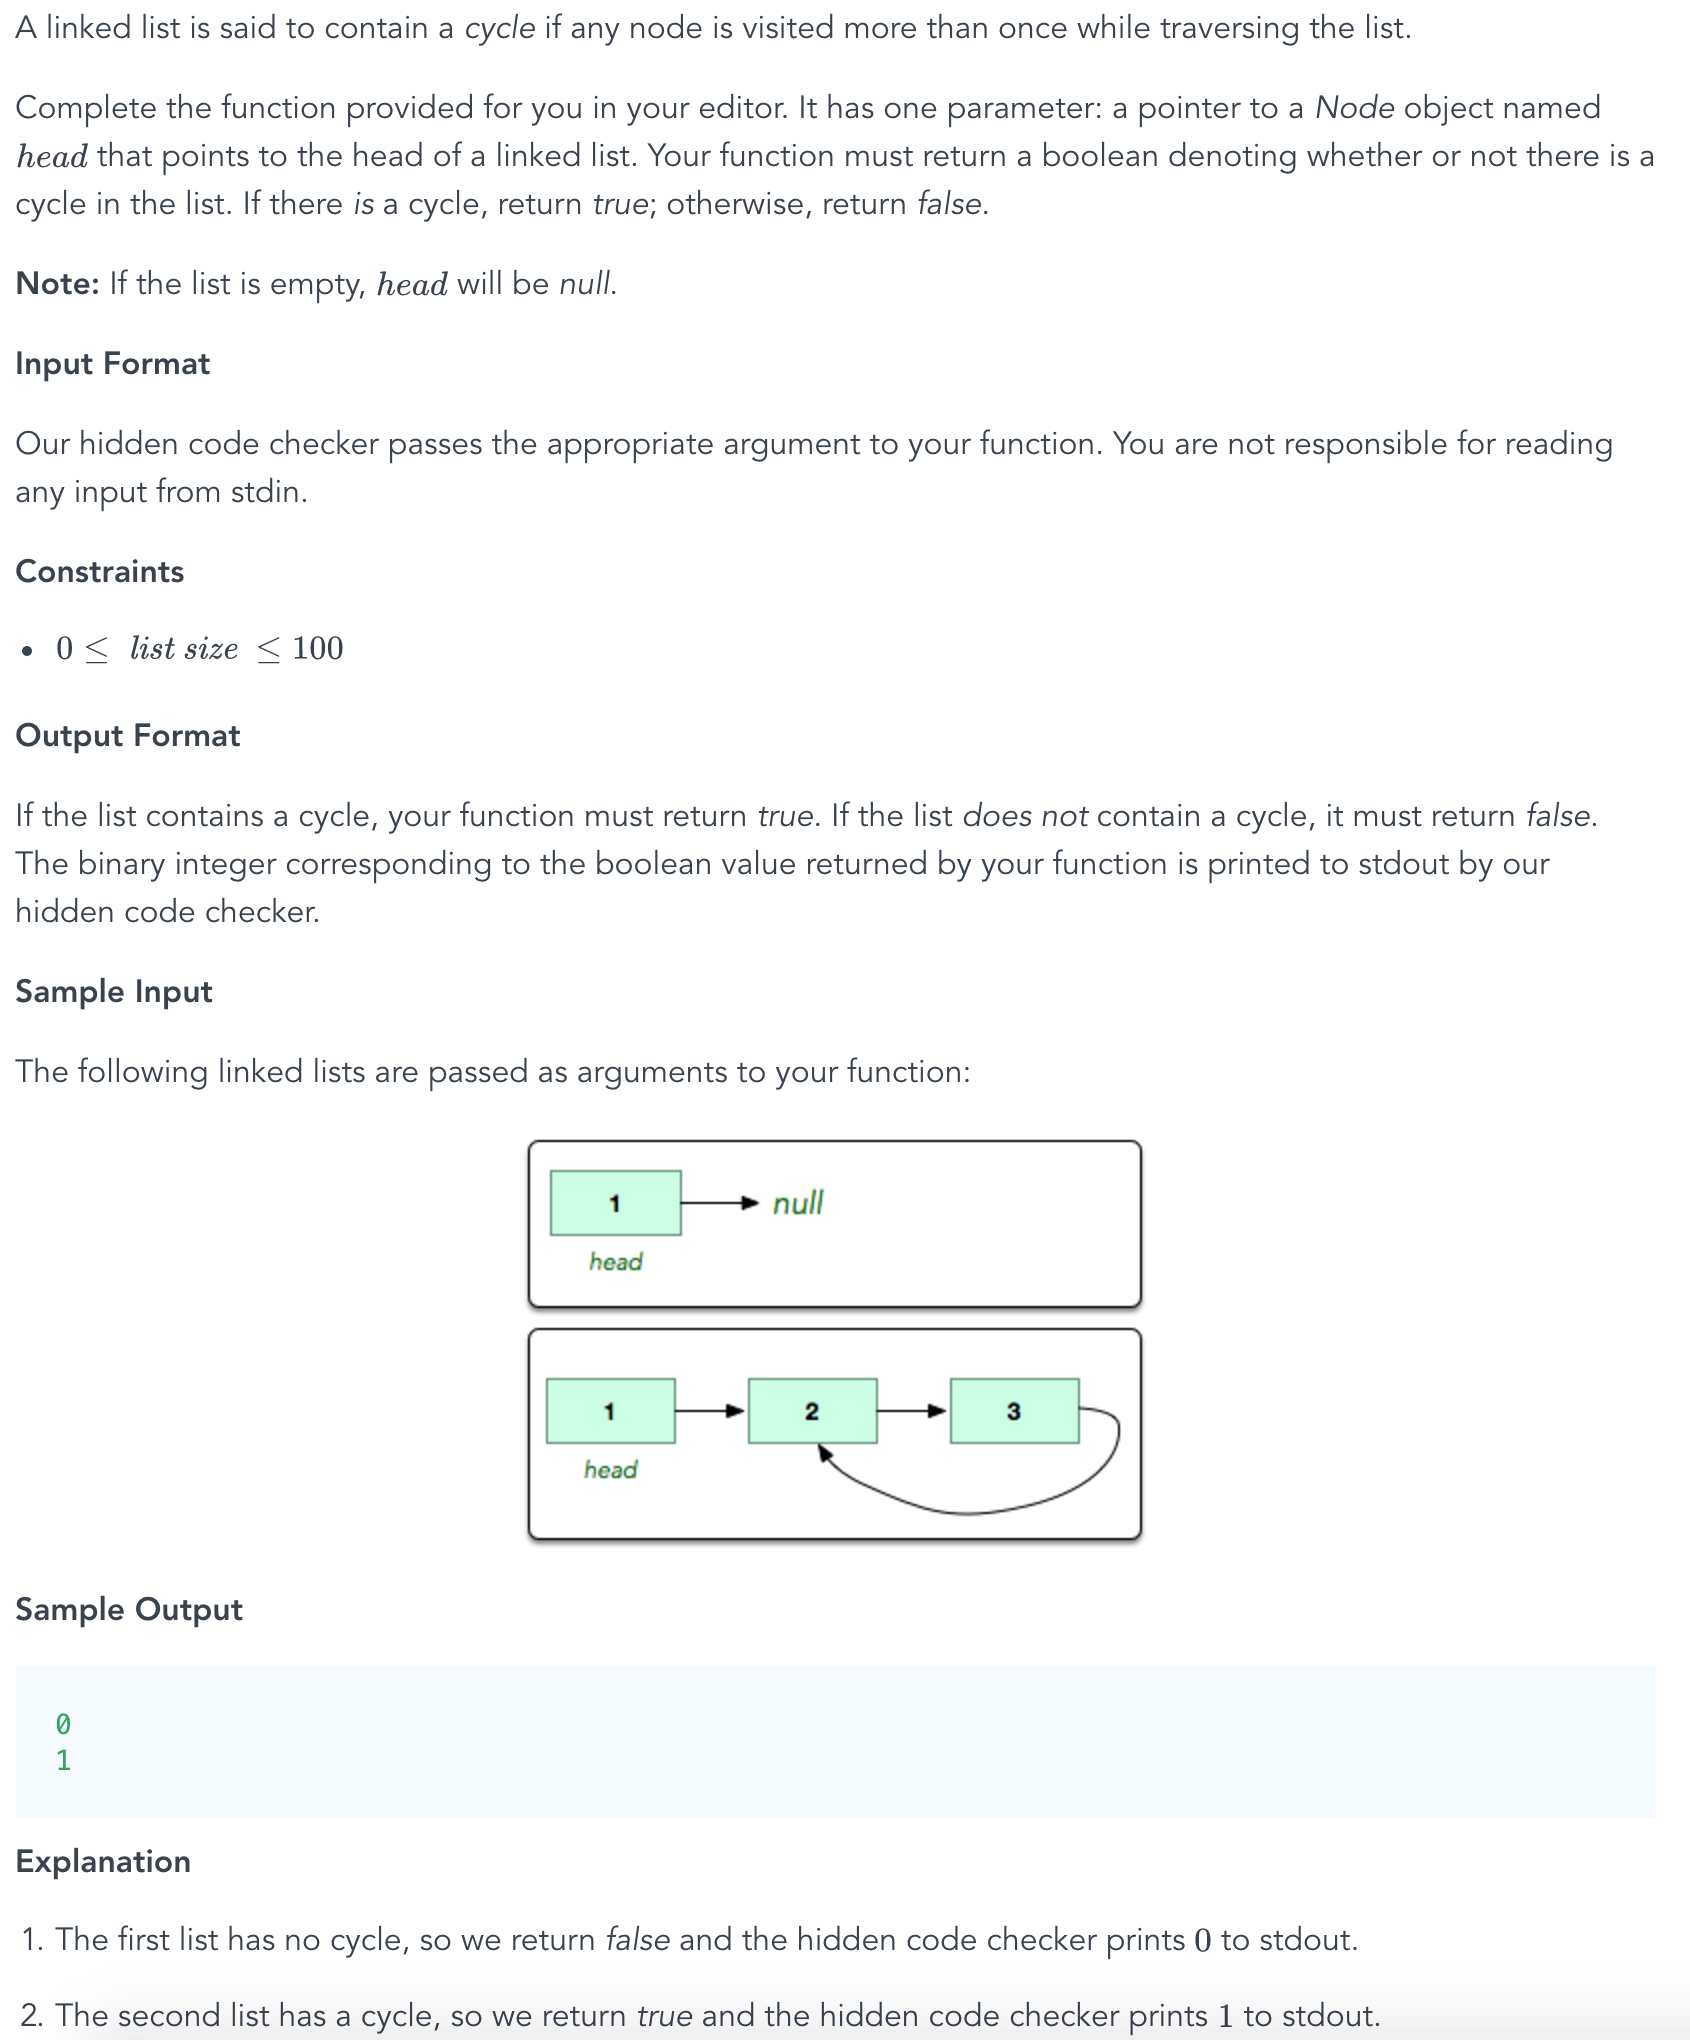 A linked list is said to contain a cycle if any node is visited more than once while traversing the list.
Complete the function provided for you in your editor. It has one parameter: a pointer to a Node object named
head that points to the head of a linked list. Your function must return a boolean denoting whether or not there is a
cycle in the list. If there is a cycle, return true; otherwise, return false.
Note: If the list is empty, head will be null.
Input Format
Our hidden code checker passes the appropriate argument to your function. You are not responsible for reading
any input from stdin.
Constraints
• 0 ≤ list size ≤ 100
Output Format
If the list contains a cycle, your function must return true. If the list does not contain a cycle, it must return false.
The binary integer corresponding to the boolean value returned by your function is printed to stdout by our
hidden code checker.
Sample Input
The following linked lists are passed as arguments to your function:
1 null
head
1 2 3
head
Sample Output
0
1
Explanation
1. The first list has no cycle, so we return false and the hidden code checker prints 0 to stdout.
2. The second list has a cycle, so we return true and the hidden code checker prints 1 to stdout.